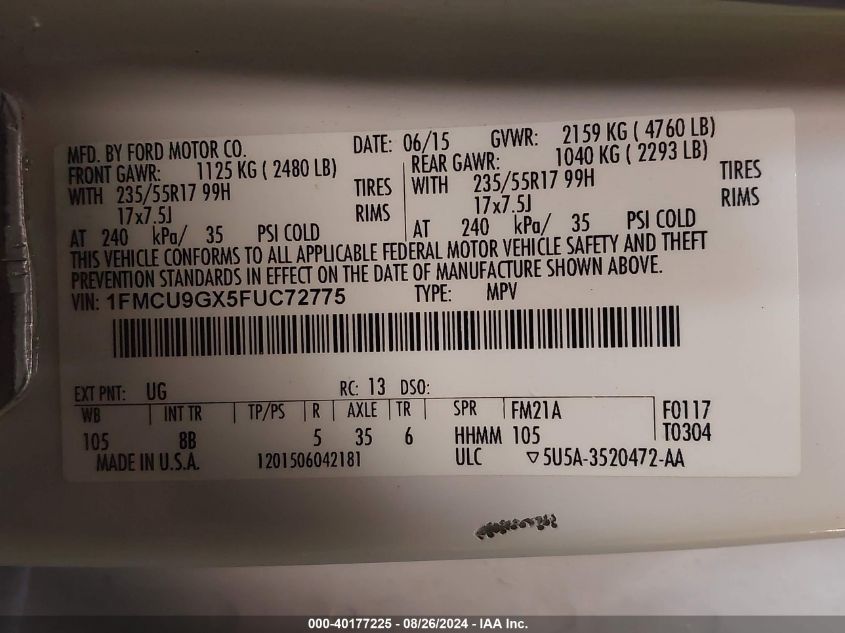 MFD. BY FORD MOTOR CO. DATE: 06/15 GVWR: 2159 KG ( 4760 LB)
FRONT GAWR: 1125 KG ( 2480 LB) REAR GAWR: 1040 KG ( 2293 LB)
WITH 235/55R17 99H TIRES WITH 235/55R17 99H TIRES
17x7.5J RIMS 17x7.5J RIMS
AT 240 kPa/ 35 PSI COLD AT 240 kPa/ 35 PSI COLD
THIS VEHICLE CONFORMS TO ALL APPLICABLE FEDERAL MOTOR VEHICLE SAFETY AND THEFT
PREVENTION STANDARDS IN EFFECT ON THE DATE OF MANUFACTURE SHOWN ABOVE.
VIN: 1FMCU9GX5FUC72775 TYPE: MPV
EXT PNT: UG RC: 13 DSO:
WB INT TR TP/PS R AXLE TR SPR FM21A F0117
105 8B 5 35 6 HHMM 105 T0304
MADE IN U.S.A. 1201506042181 ULC ▽5U5A-3520472-AA
000-40177225 - 08/26/2024 - IAA Inc.